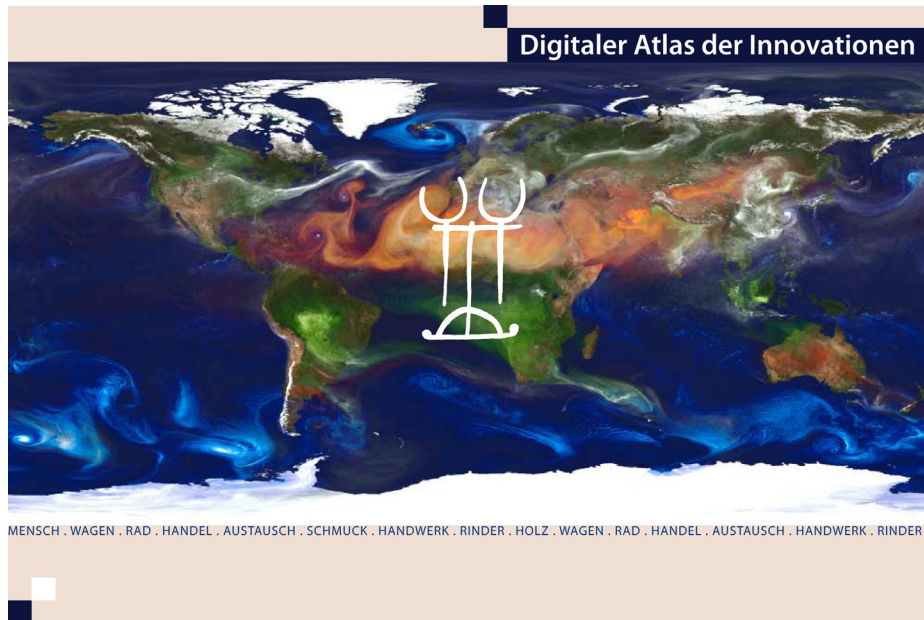 Digitaler Atlas der Innovationen
MENSCH . WAGEN . RAD . HANDEL . AUSTAUSCH . SCHMUCK . HANDWERK . RINDER . HOLZ . WAGEN . RAD . HANDEL . AUSTAUSCH . HANDWERK . RINDER